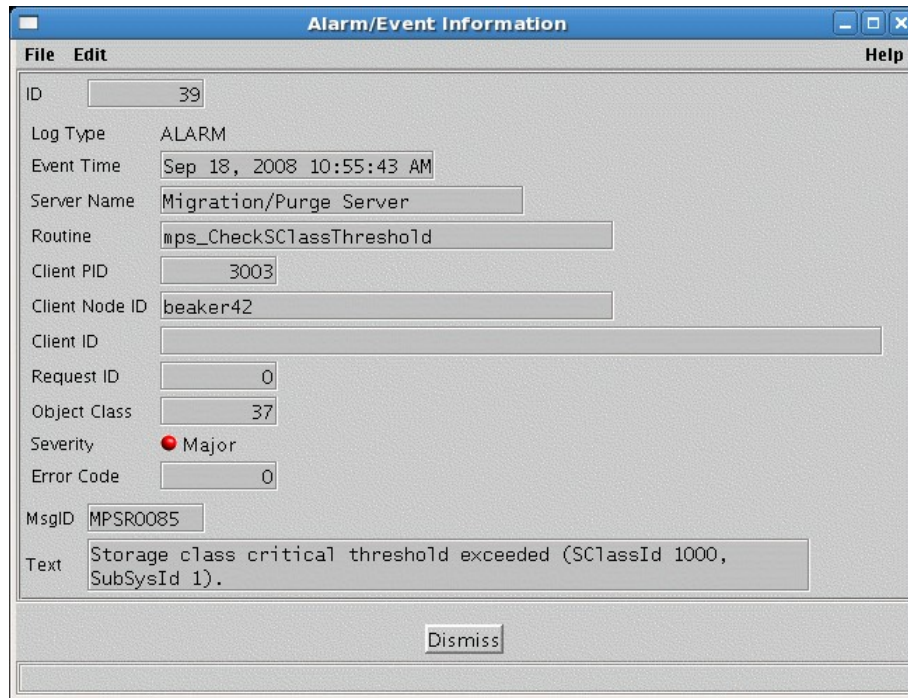 Alarm/Event Information
File Edit Help
ID 39
Log Type ALARM
Event Time Sep 18, 2008 10:55:43 AM
Server Name Migration/Purge Server
Routine mps_CheckSClassThreshold
Client PID 3003
Client Node ID beaker42
Client ID
Request ID 0
Object Class 37
Severity Major
Error Code 0
MsgID MPSR0085
Text Storage class critical threshold exceeded (SClassId 1000,
SubSysId 1).
Dismiss